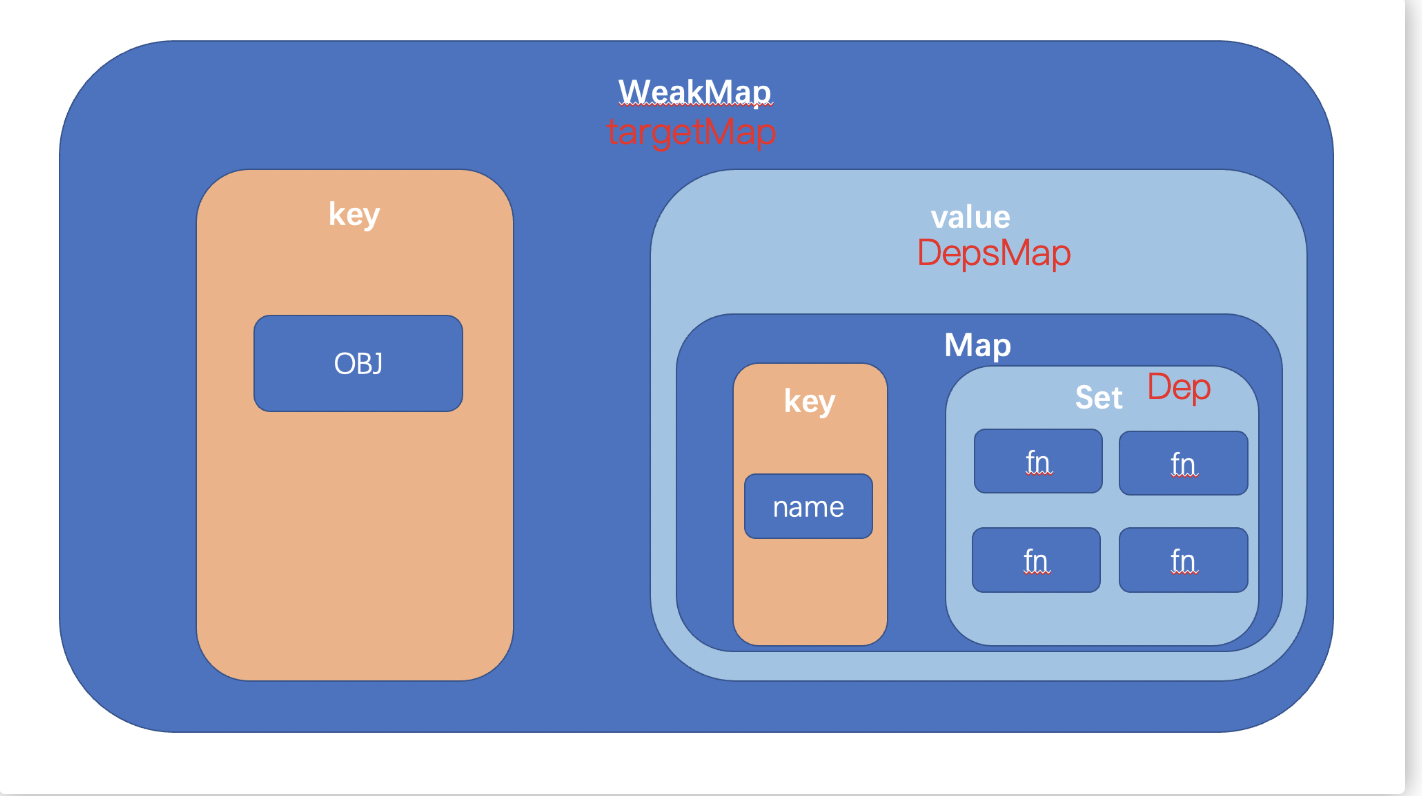 WeakMap
targetMap
key
OBJ
value
DepsMap
Map
key
name
Set Dep
fn fn
fn fn